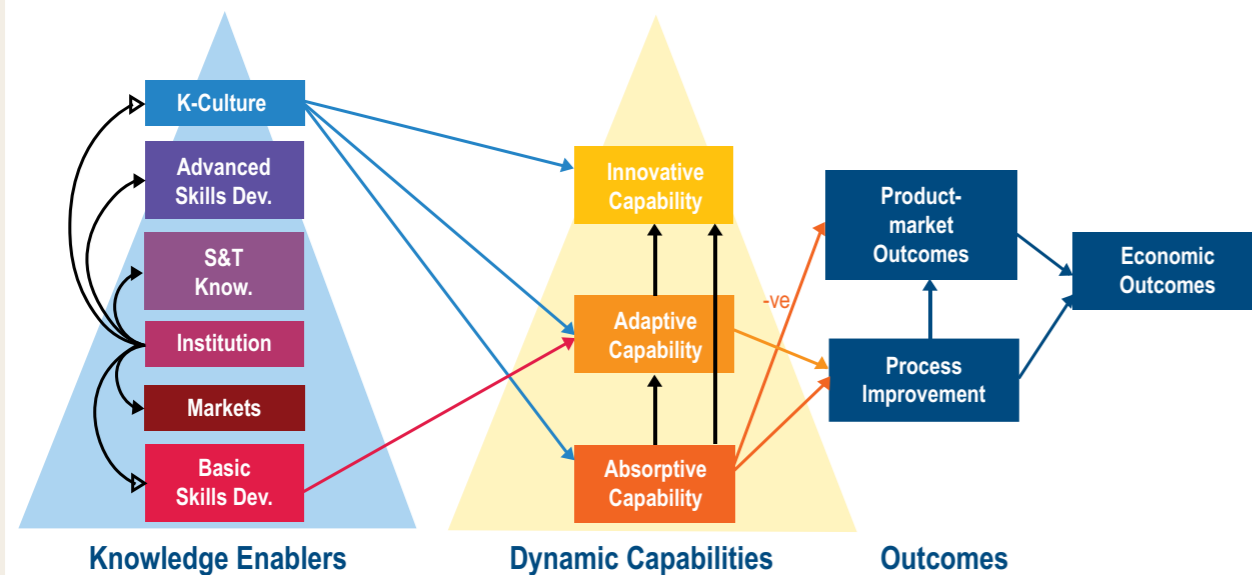 K-Culture
Advanced
Skills Dev.
S&T
Know.
Institution
Markets
Basic
Skills Dev.
Knowledge Enablers
Innovative
Capability
Adaptive
Capability
Absorptive
Capability
Dynamic Capabilities
-ve
Product-
market
Outcomes
Process
Improvement
Economic
Outcomes
Outcomes